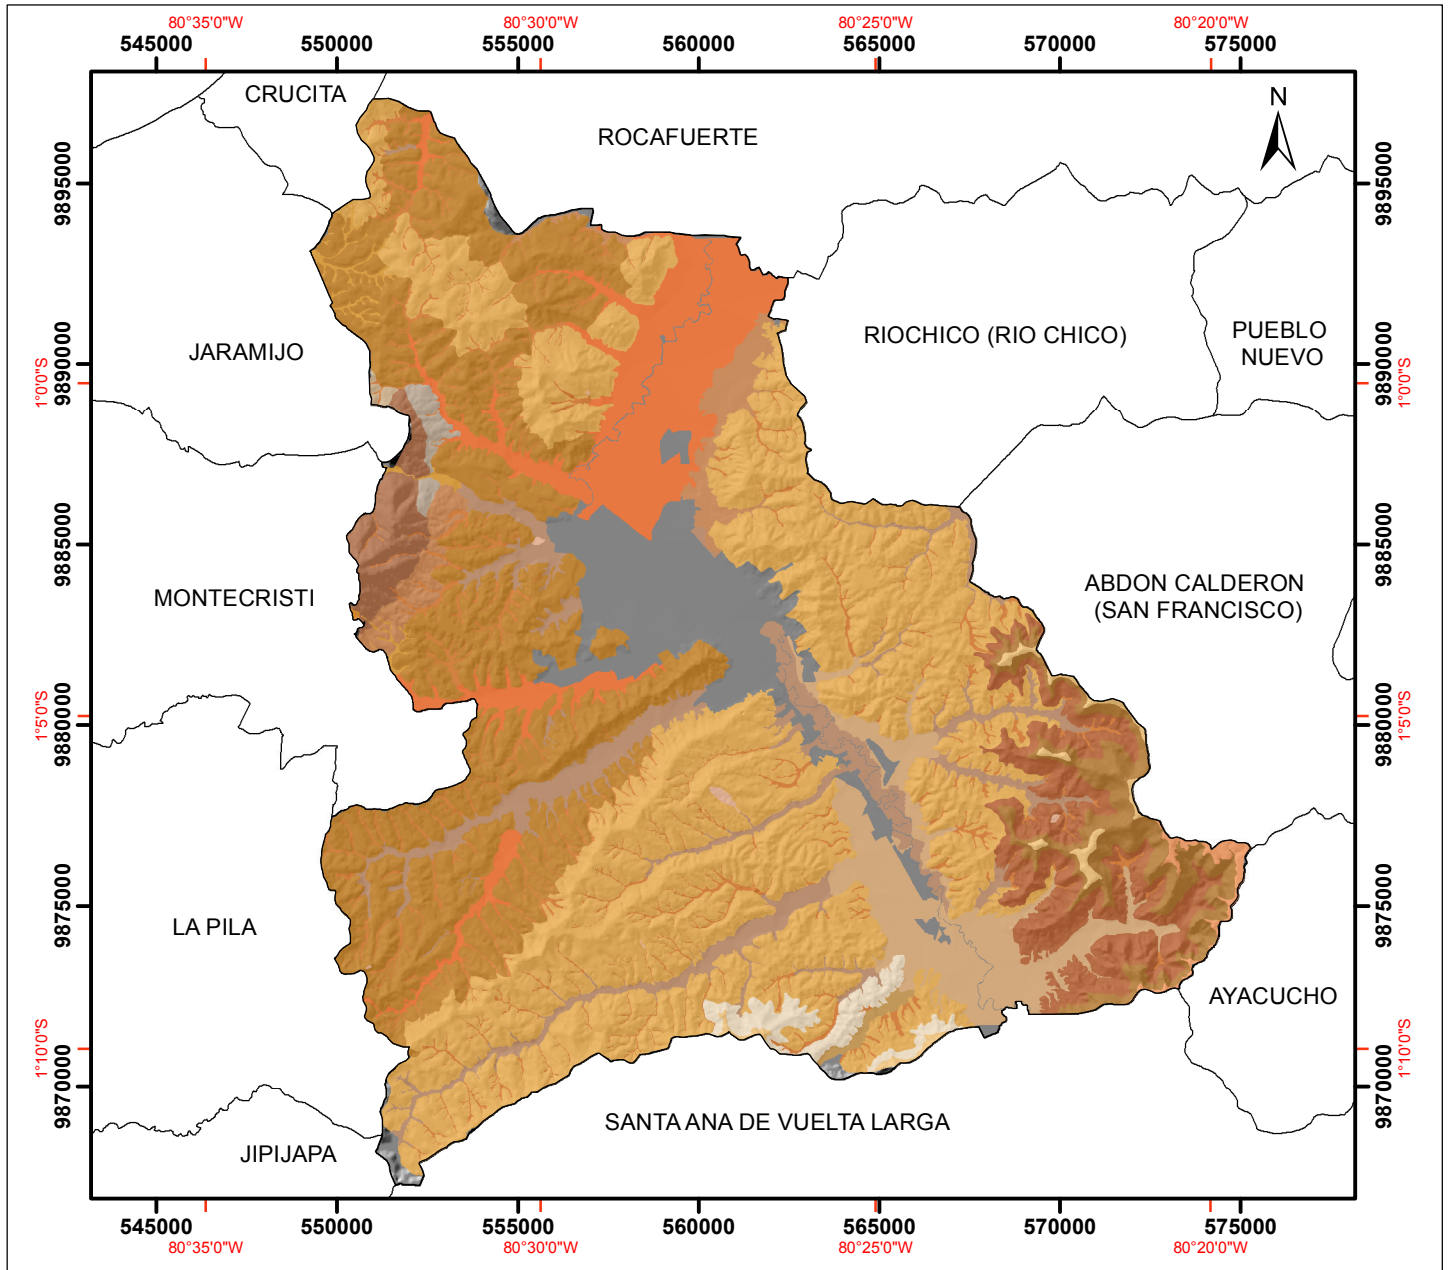 80°35'0"W 80°30'0"W 80°25'0"W 80°20'0"W
545000 550000 555000 560000 565000 570000 575000
CRUCITA
N
ROCAFUERTE
9895000 9895000
RIOCHICO (RIO CHICO)
PUEBLO
NUEVO
JARAMIJO
9890000 9890000
1°0'0"S 1°0'0"S
9885000 9885000
ABDON CALDERON
(SAN FRANCISCO)
MONTECRISTI
1°5'0"S 1°5'0"S
9880000 9880000
9875000 9875000
LA PILA
AYACUCHO
1°10'0"S 1°10'0"S
9870000 9870000
SANTA ANA DE VUELTA LARGA
JIPIJAPA
545000 550000 555000 560000 565000 570000 575000
80°35'0"W 80°30'0"W 80°25'0"W 80°20'0"W